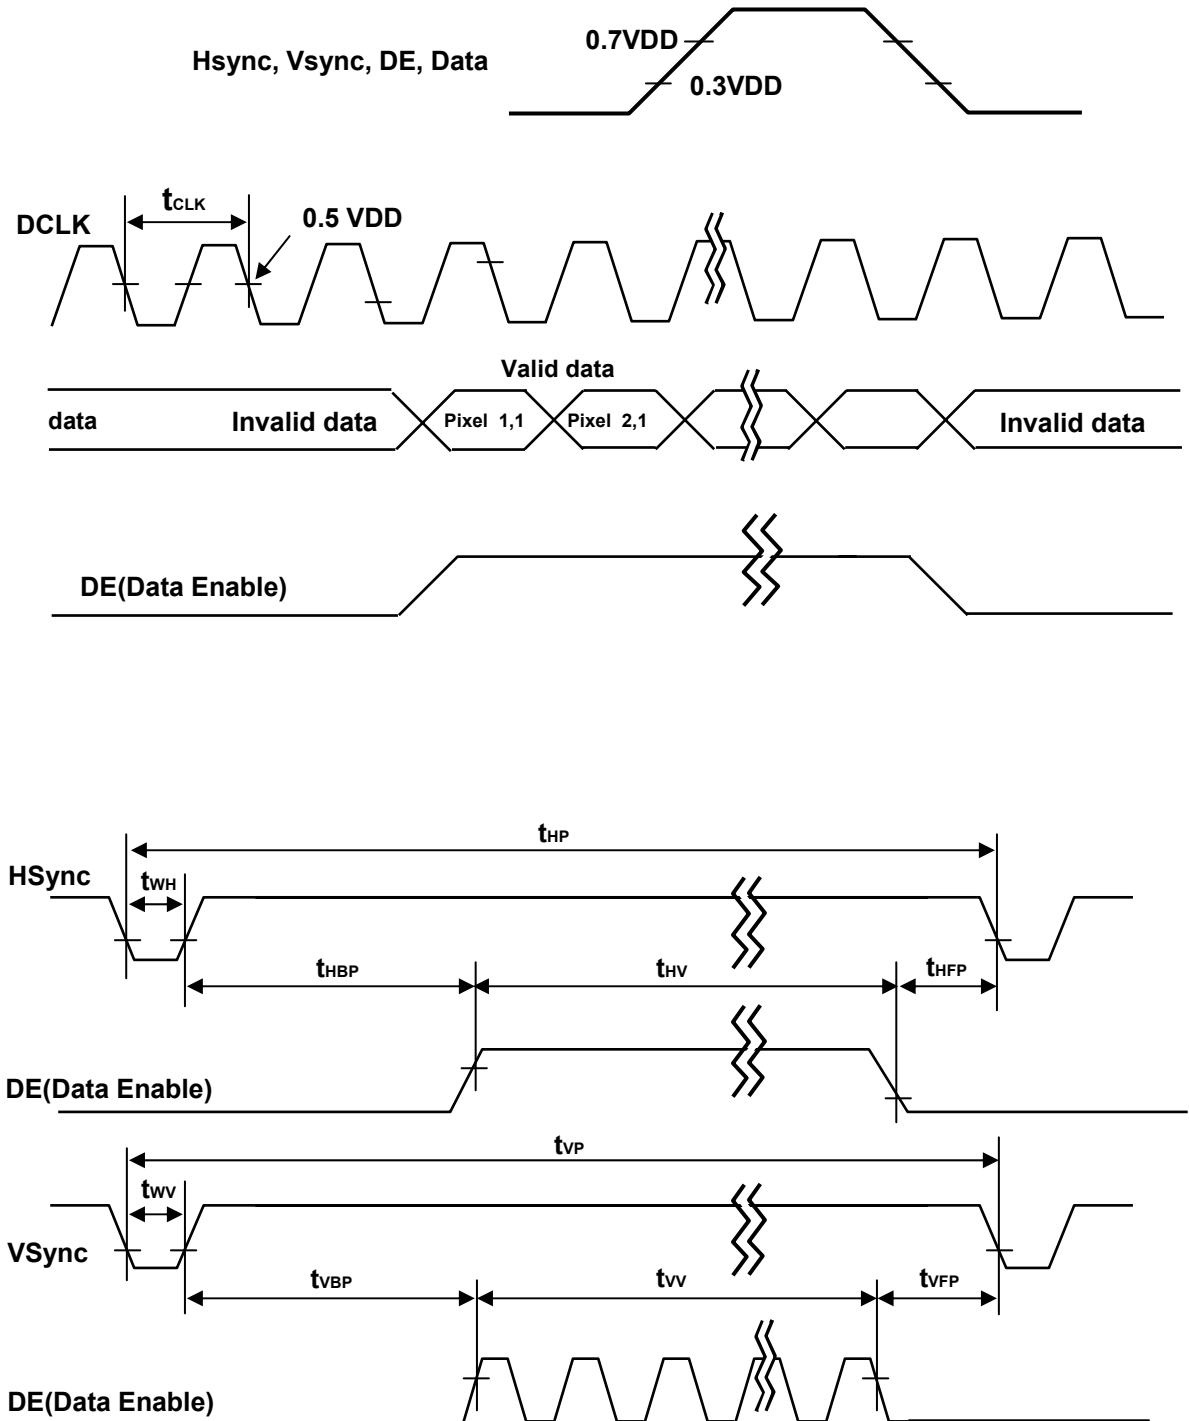 0.7VDD
Hsync, Vsync, DE, Data
0.3VDD
tCLK
DCLK
0.5 VDD
Valid data
data
Invalid data
Pixel 1,1
Pixel 2,1
Invalid data
DE(Data Enable)
tHP
HSync
tWH
tHBP
tHV
tHFP
DE(Data Enable)
tVP
tWV
VSync
tVBP
tVV
tVFP
DE(Data Enable)